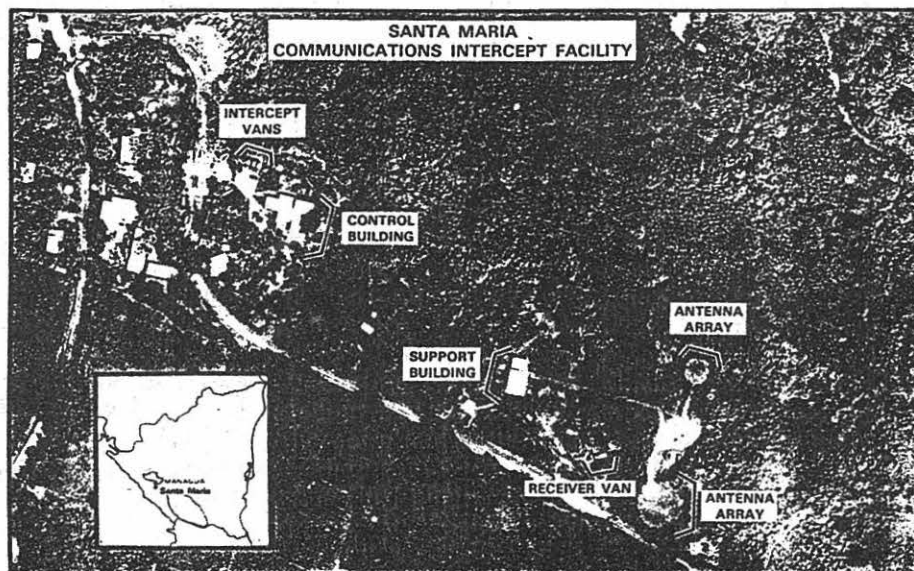 SANTA MARIA
COMMUNICATIONS INTERCEPT FACILITY
INTERCEPT
VANS
CONTROL
BUILDING
ANTENNA
ARRAY
SUPPORT
BUILDING
MANAGUA
Santa Maria
RECEIVER VAN
ANTENNA
ARRAY